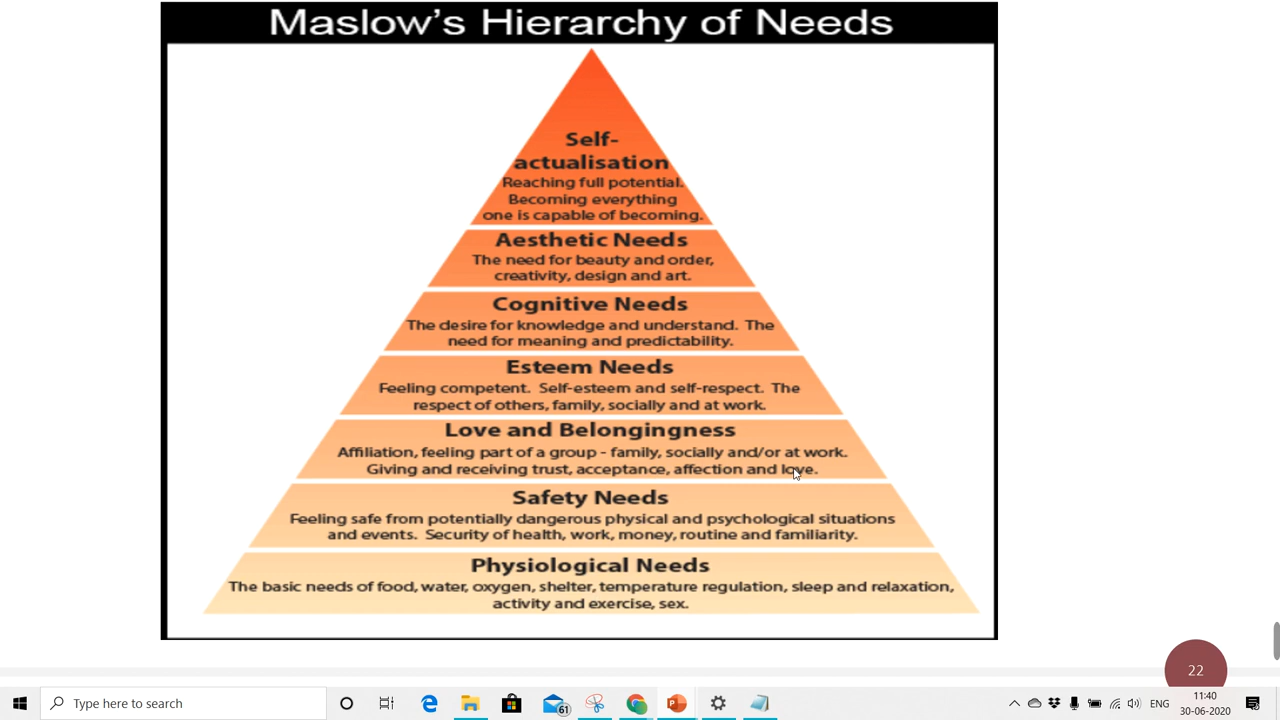 Maslow's Hierarchy of Needs
Self-
actualisation
Reaching full potential.
Becoming everything
one is capable of becoming.
Aesthetic Needs
The need for beauty and order,
creativity, design and art.
Cognitive Needs
The desire for knowledge and understand. The
need for meaning and predictability.
Esteem Needs
Feeling competent. Self-esteem and self-respect. The
respect of others, family, socially and at work.
Love and Belongingness
Affiliation, feeling part of a group - family, socially and/or at work.
Giving and receiving trust, acceptance, affection and love.
Safety Needs
Feeling safe from potentially dangerous physical and psychological situations
and events. Security of health, work, money, routine and familiarity.
Physiological Needs
The basic needs of food, water, oxygen, shelter, temperature regulation, sleep and relaxation,
activity and exercise, sex.
22
Type here to search
61
ENG
11:40
30-06-2020